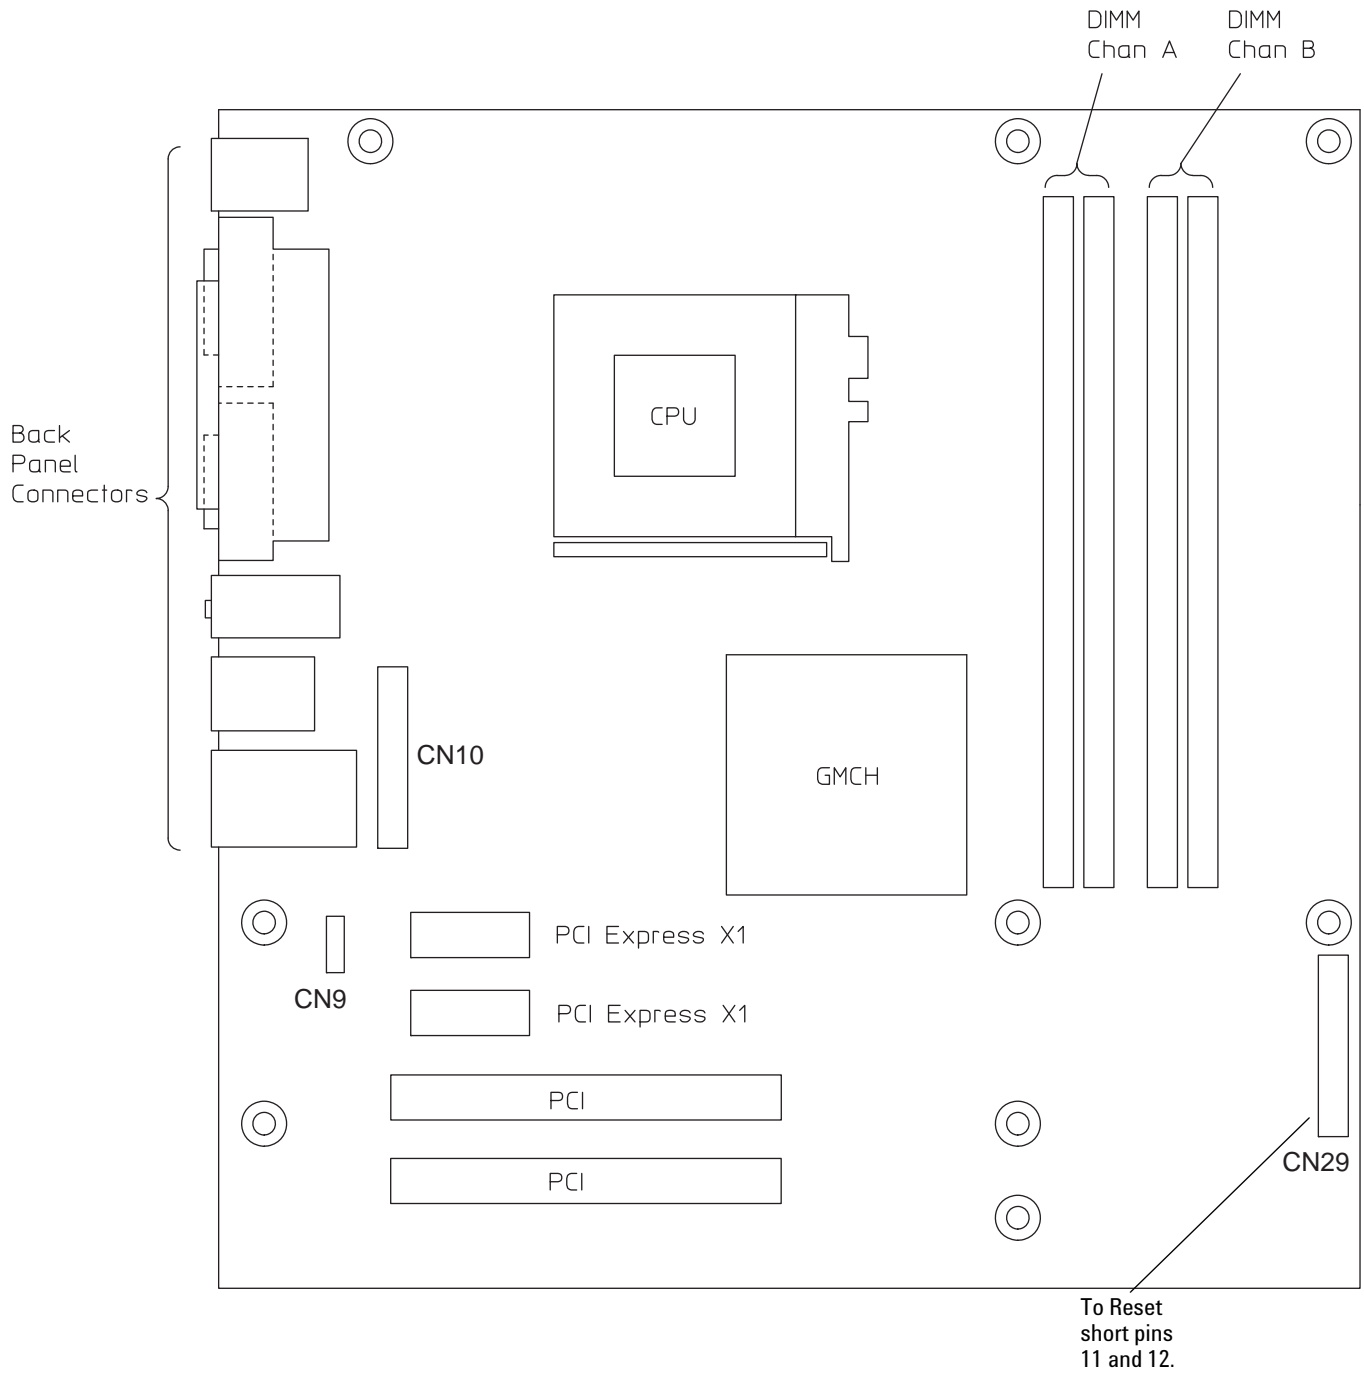 DIMM
Chan A
DIMM
Chan B
Back
Panel
Connectors
CPU
CN10
GMCH
PCI Express X1
CN9
PCI Express X1
PCI
PCI
CN29
To Reset
short pins
11 and 12.